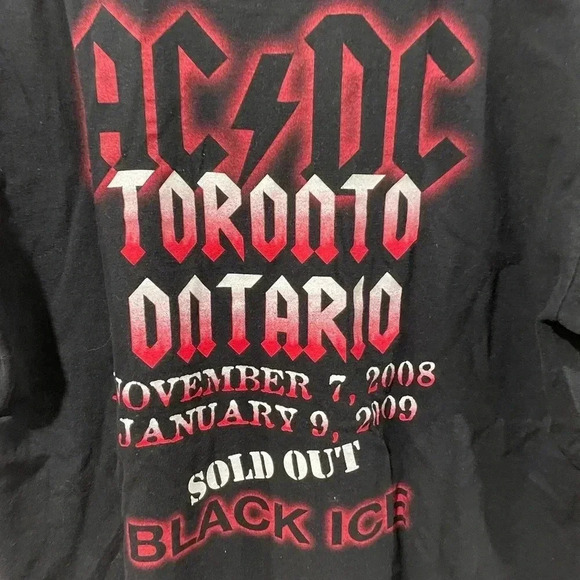 AC⚡DC
TORONTO
ONTARIO
NOVEMBER 7, 2008
JANUARY 9, 2009
SOLD OUT
BLACK ICE